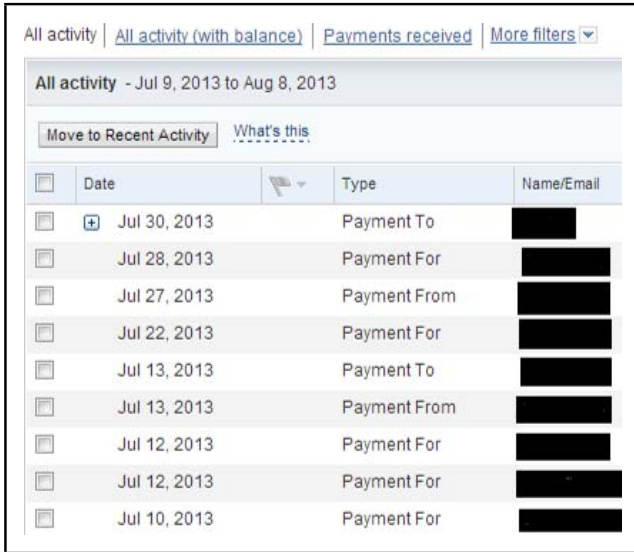 All activity All activity (with balance) Payments received More filters
All activity - Jul 9, 2013 to Aug 8, 2013
Move to Recent Activity What's this
Date Type Name/Email
Jul 30, 2013 Payment To
Jul 28, 2013 Payment For
Jul 27, 2013 Payment From
Jul 22, 2013 Payment For
Jul 13, 2013 Payment To
Jul 13, 2013 Payment From
Jul 12, 2013 Payment For
Jul 12, 2013 Payment For
Jul 10, 2013 Payment For